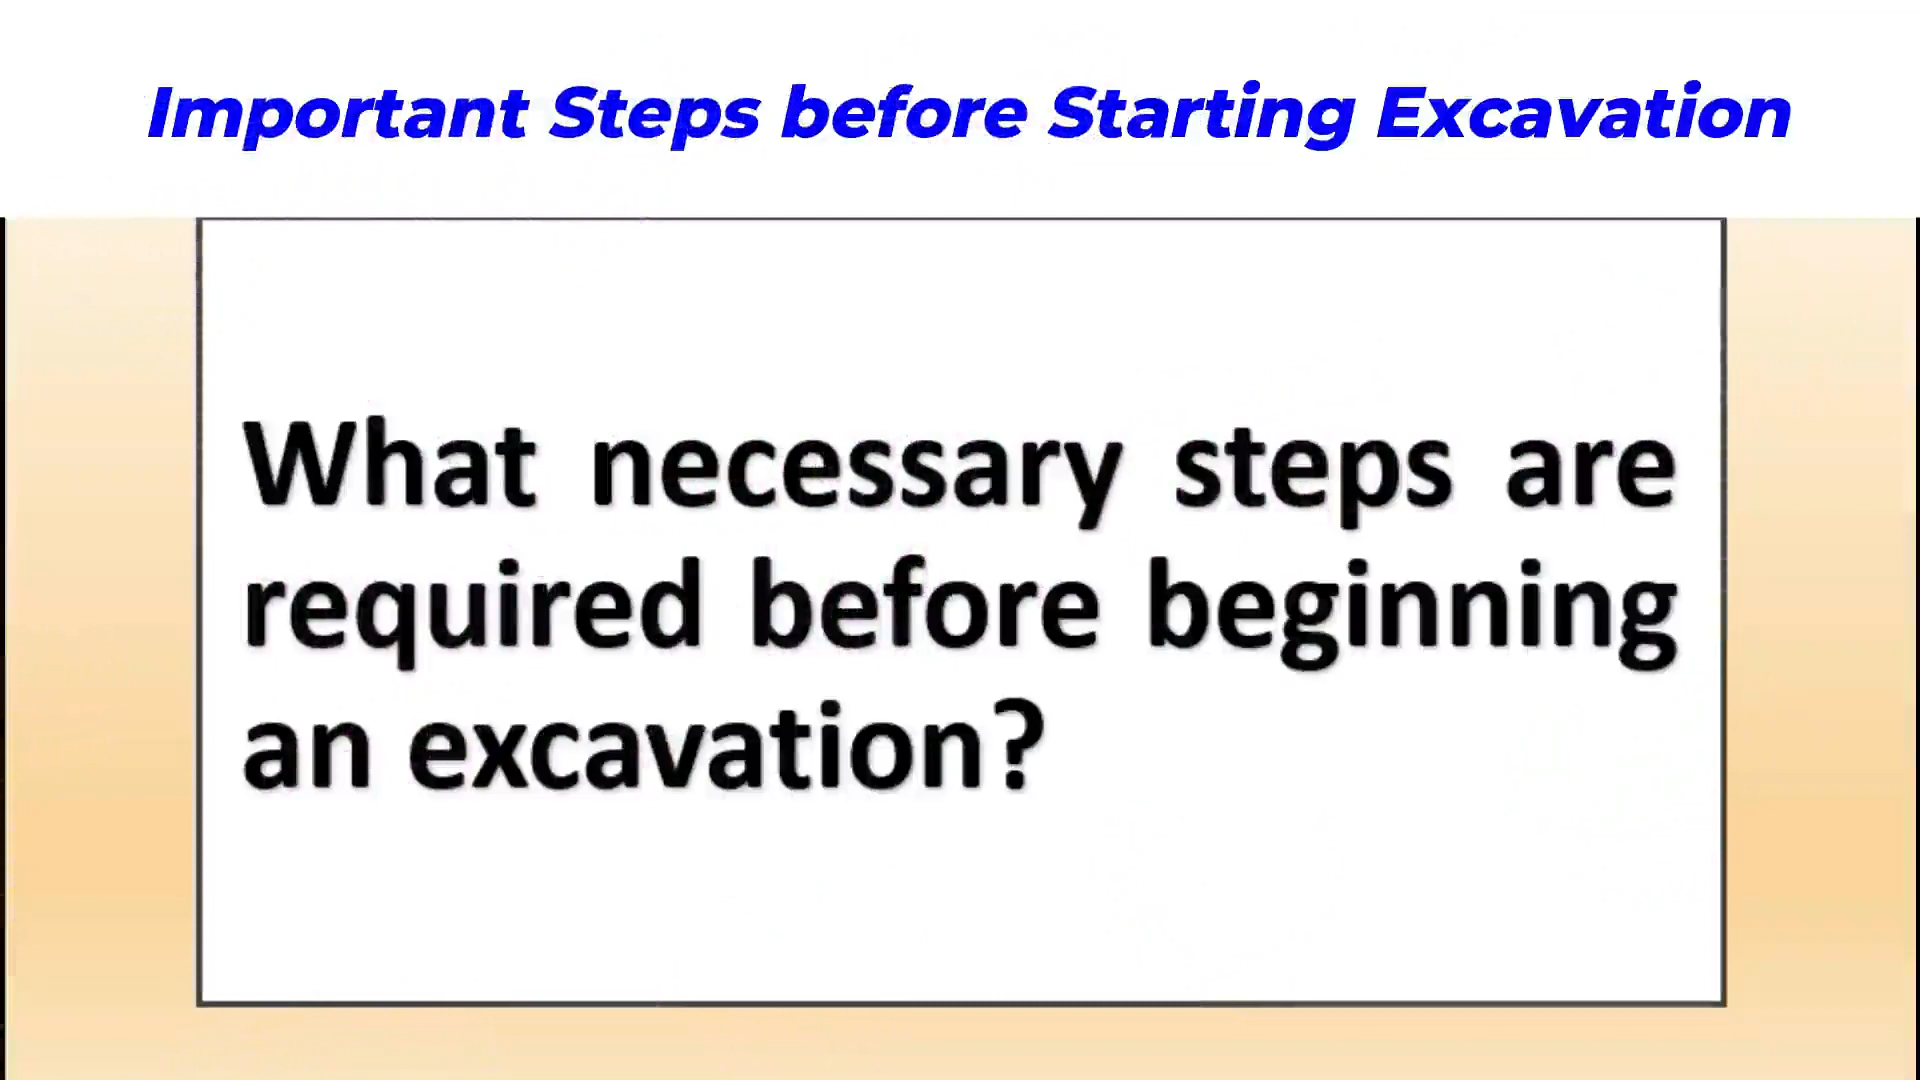 Important Steps before Starting Excavation
What necessary steps are
required before beginning
an excavation?